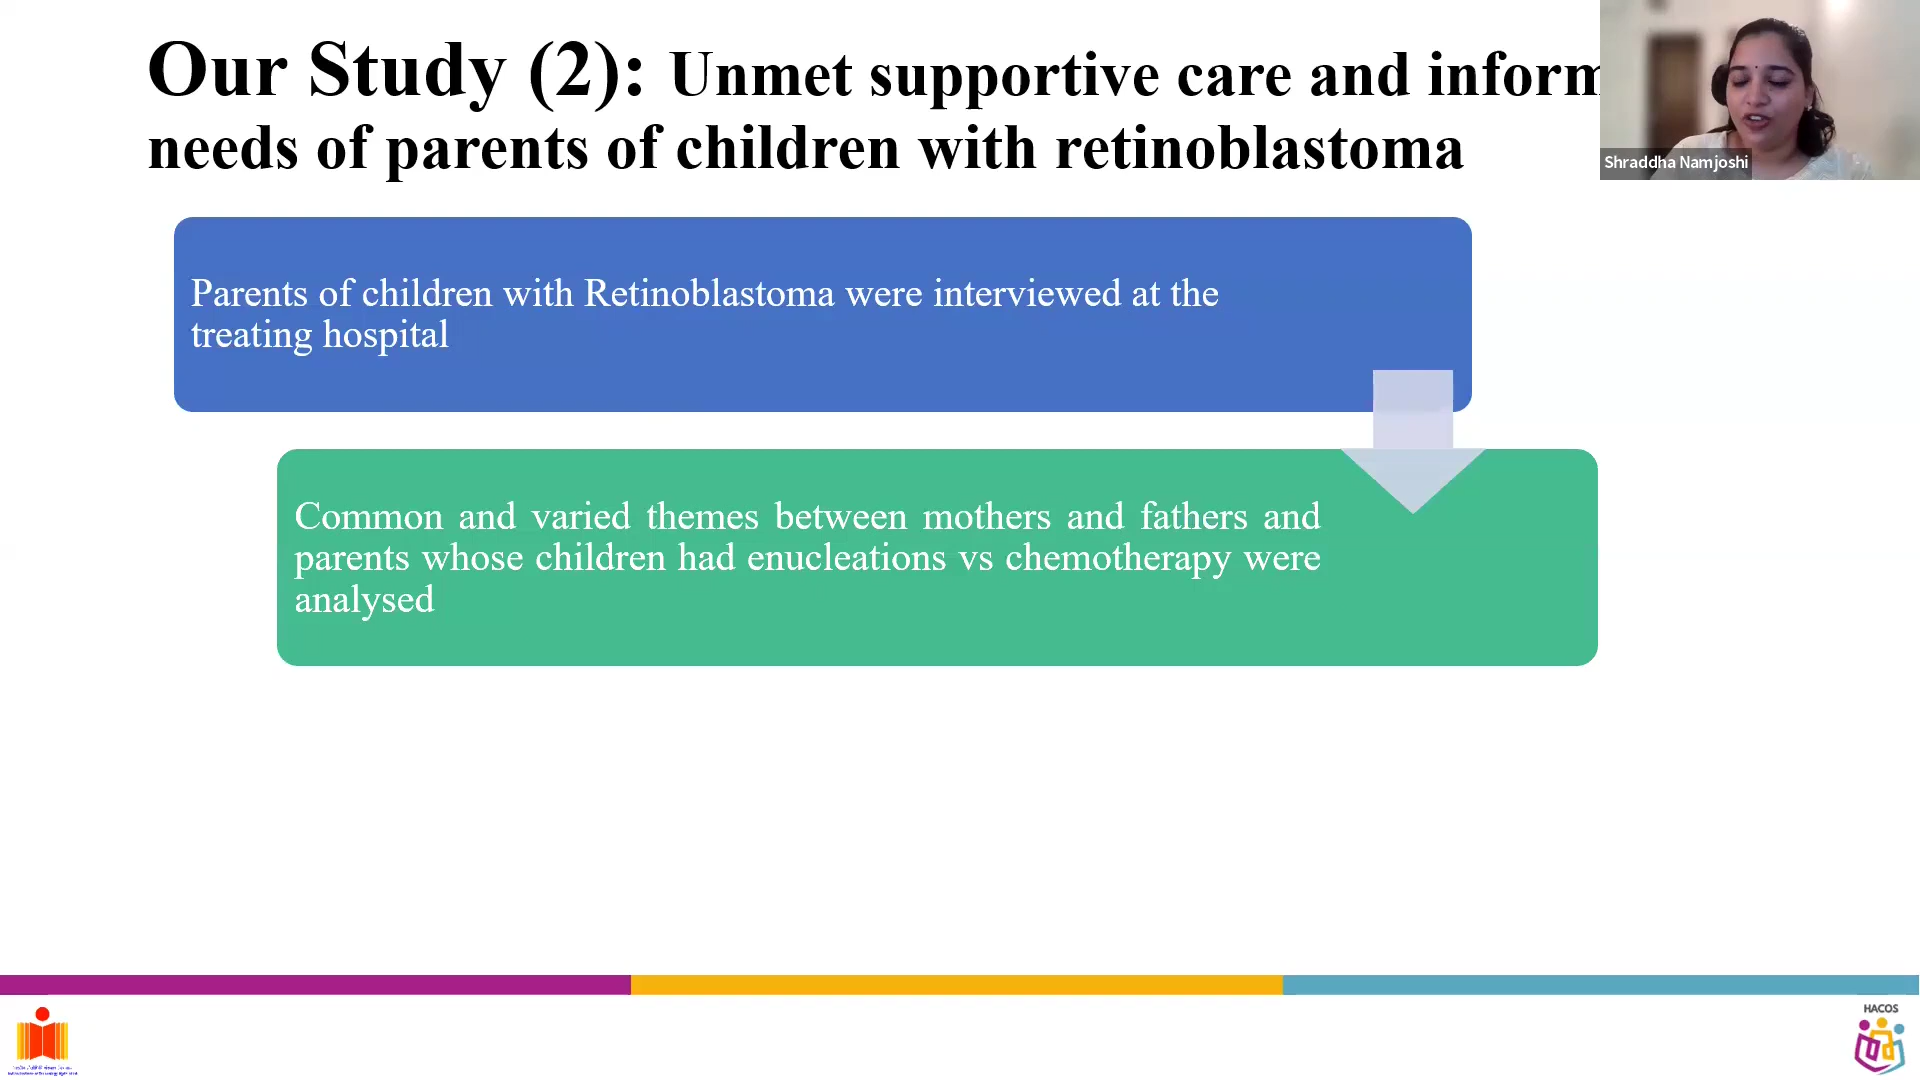 Our Study (2): Unmet supportive care and inform
needs of parents of children with retinoblastoma
Shraddha Namjoshi
Parents of children with Retinoblastoma were interviewed at the
treating hospital
Common and varied themes between mothers and fathers and
parents whose children had enucleations vs chemotherapy were
analysed
HACOS